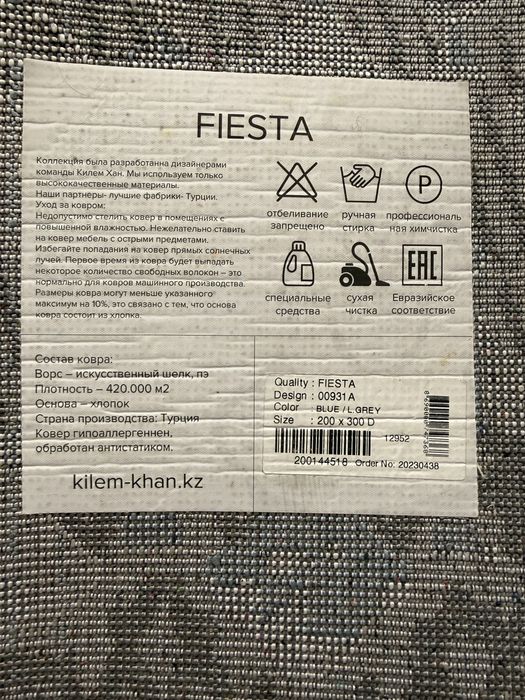 FIESTA
Коллекция была разработанна дизайнерами
команды Килем Хан. Мы используем только
высококачественные материалы.
Наши партнеры- лучшие фабрики- Турции.
Уход за ковром:
Недопустимо стелить ковер в помещениях с
повышенной влажностью. Нежелательно ставить
на ковер мебель с острыми предметами.
Избегайте попадания на ковер прямых солнечных
лучей. Первое время из ковра будет выпадать
некоторое количество свободных волокон – это
нормально для ковров машинного производства.
Размеры ковра могут меньше указанного
максимум на 10%, это связано с тем, что основа
ковра состоит из хлопка.
отбеливание
запрещено
ручная
стирка
P
профессиональ
ная химчистка
специальные
средства
сухая
чистка
EAC
Евразийское
соответствие
Состав ковра:
Ворс – искусственный шелк, пэ
Плотность – 420.000 м2
Основа – хлопок
Страна производства: Турция
Ковер гипоаллергенен,
обработан антистатиком.
kilem-khan.kz
Quality : FIESTA
Design : 00931A
Color : BLUE / L.GREY
Size : 200 x 300 D
12952
200144518 Order No: 20230438